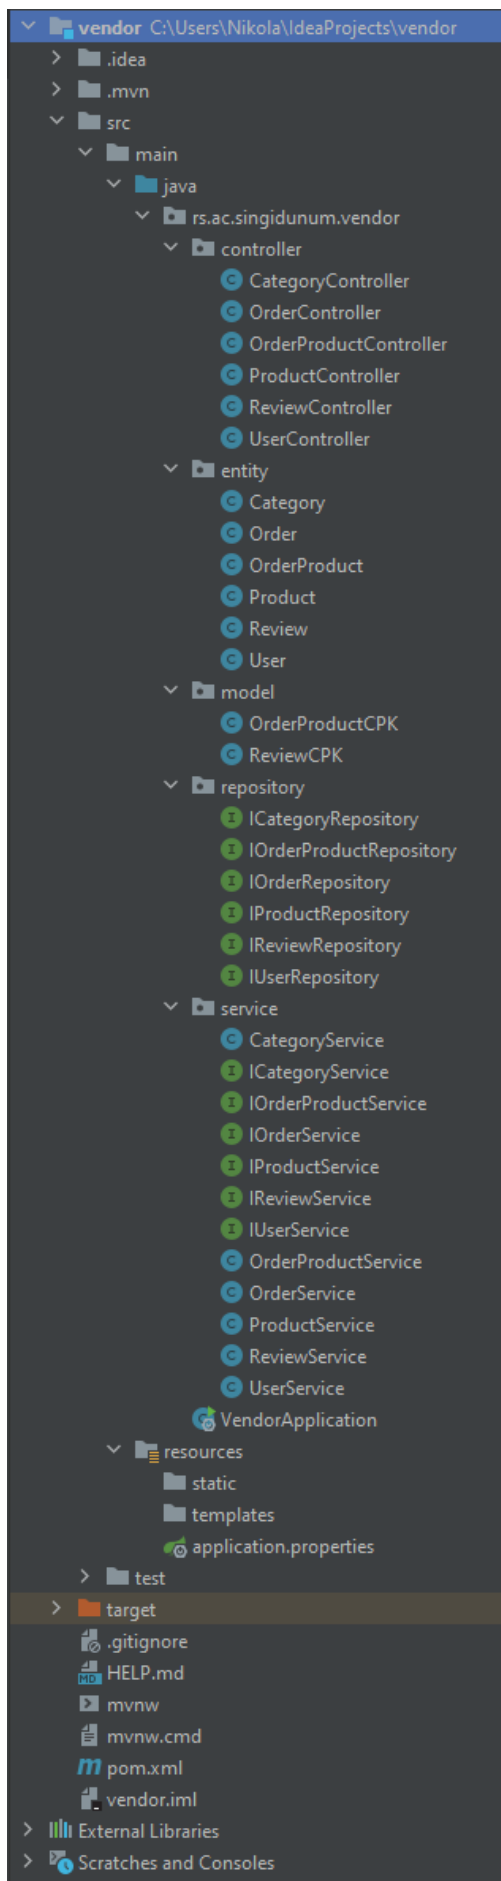 vendor C:\Users\Nikola\IdeaProjects\vendor
.idea
.mvn
src
main
java
rs.ac.singidunum.vendor
controller
CategoryController
OrderController
OrderProductController
ProductController
ReviewController
UserController
entity
Category
Order
OrderProduct
Product
Review
User
model
OrderProductCPK
ReviewCPK
repository
ICategoryRepository
IOrderProductRepository
IOrderRepository
IProductRepository
IReviewRepository
IUserRepository
service
CategoryService
ICategoryService
IOrderProductService
IOrderService
IProductService
IReviewService
IUserService
OrderProductService
OrderService
ProductService
ReviewService
UserService
VendorApplication
resources
static
templates
application.properties
test
target
.gitignore
HELP.md
mvnw
mvnw.cmd
pom.xml
vendor.iml
External Libraries
Scratches and Consoles